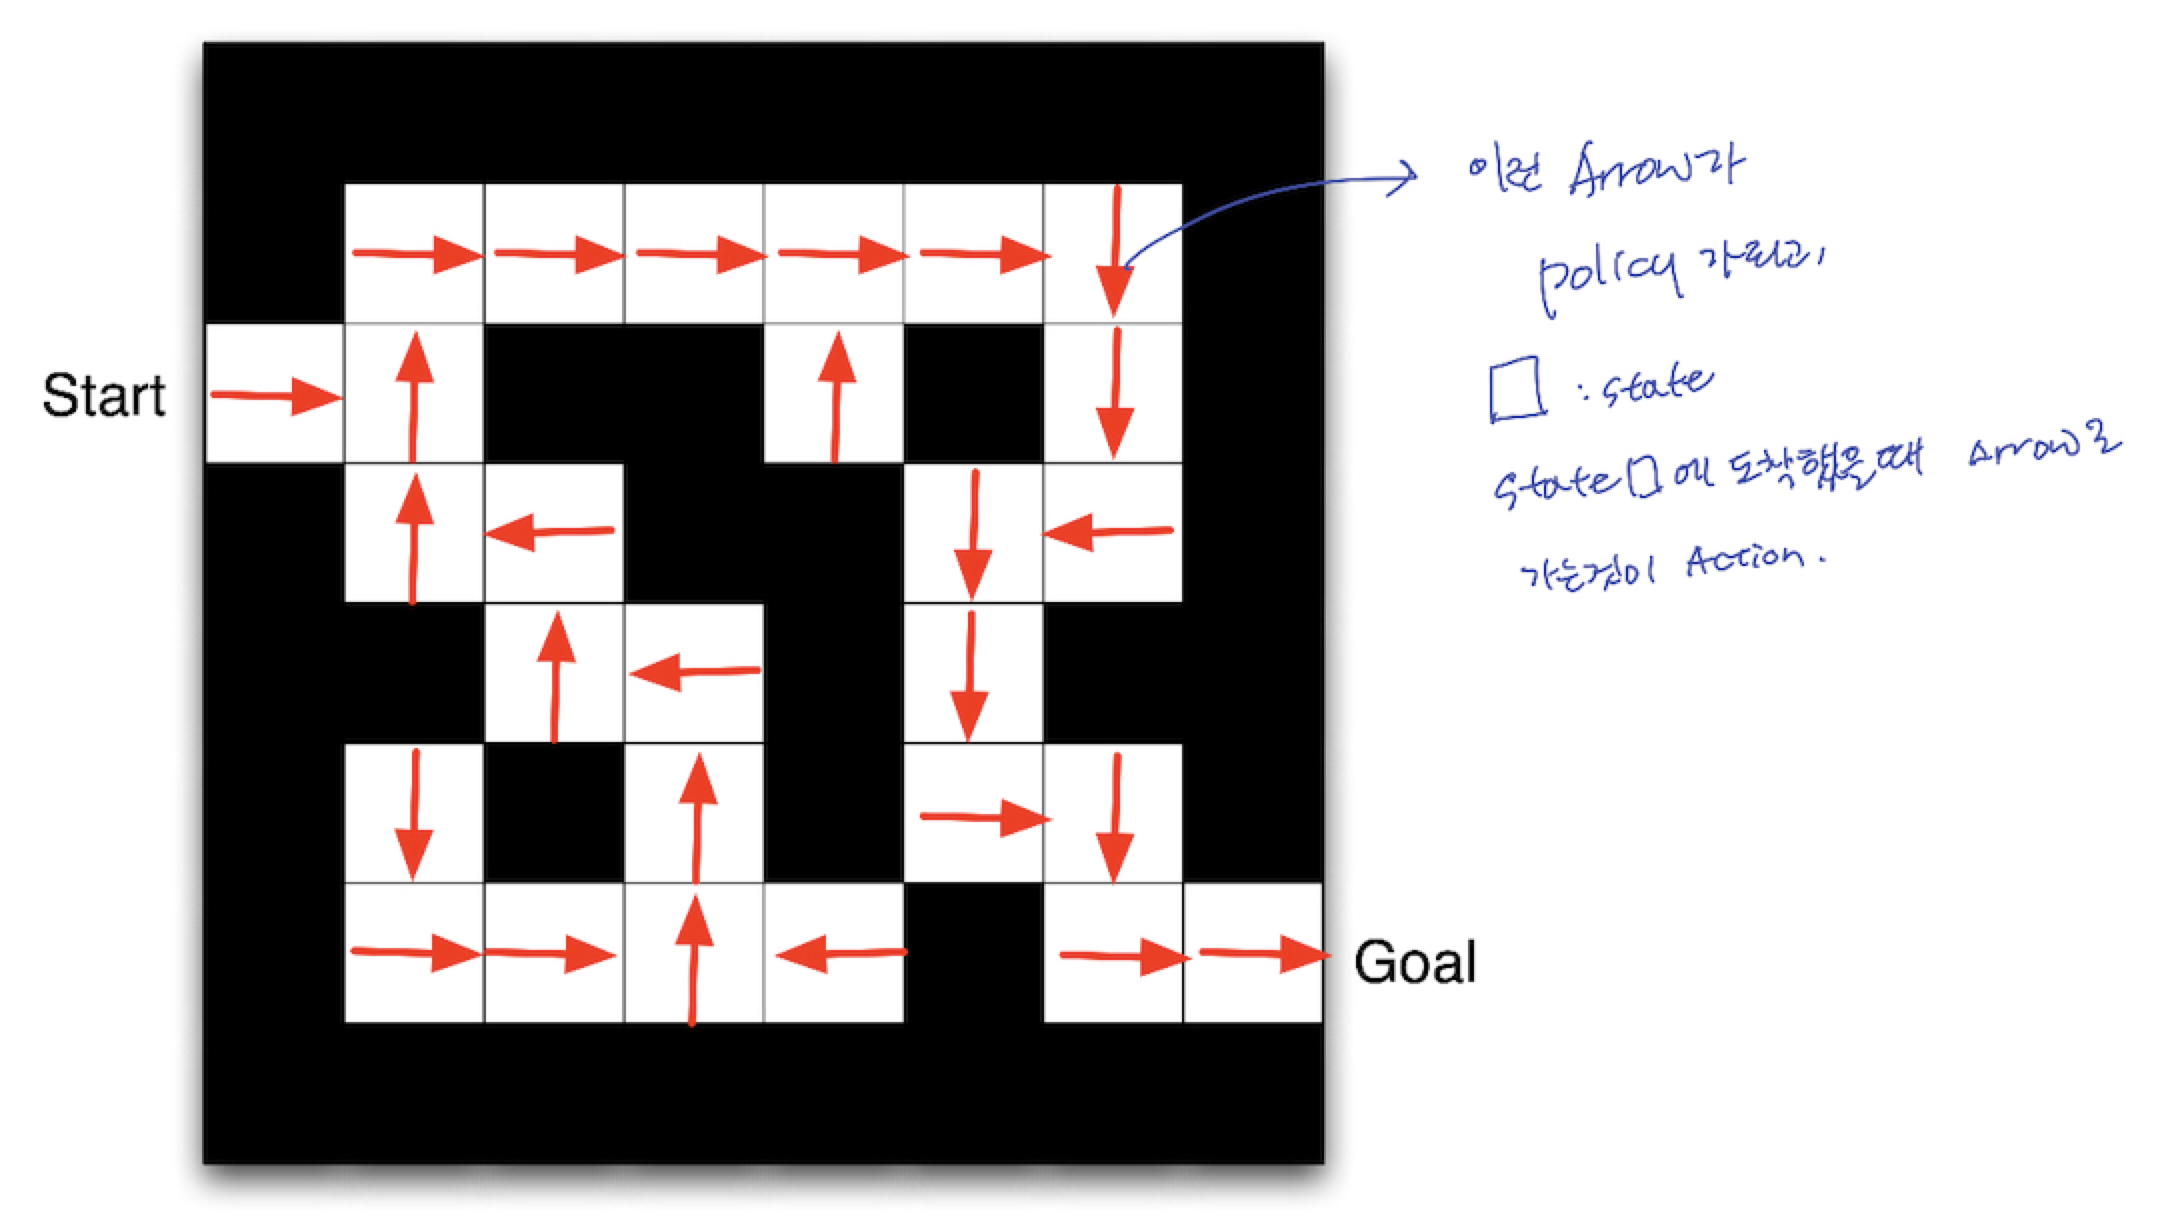 이런 Arrow가
policy 가 되고,
Start
: state
state□에 도착했을때 Arrow로
가는것이 Action.
Goal